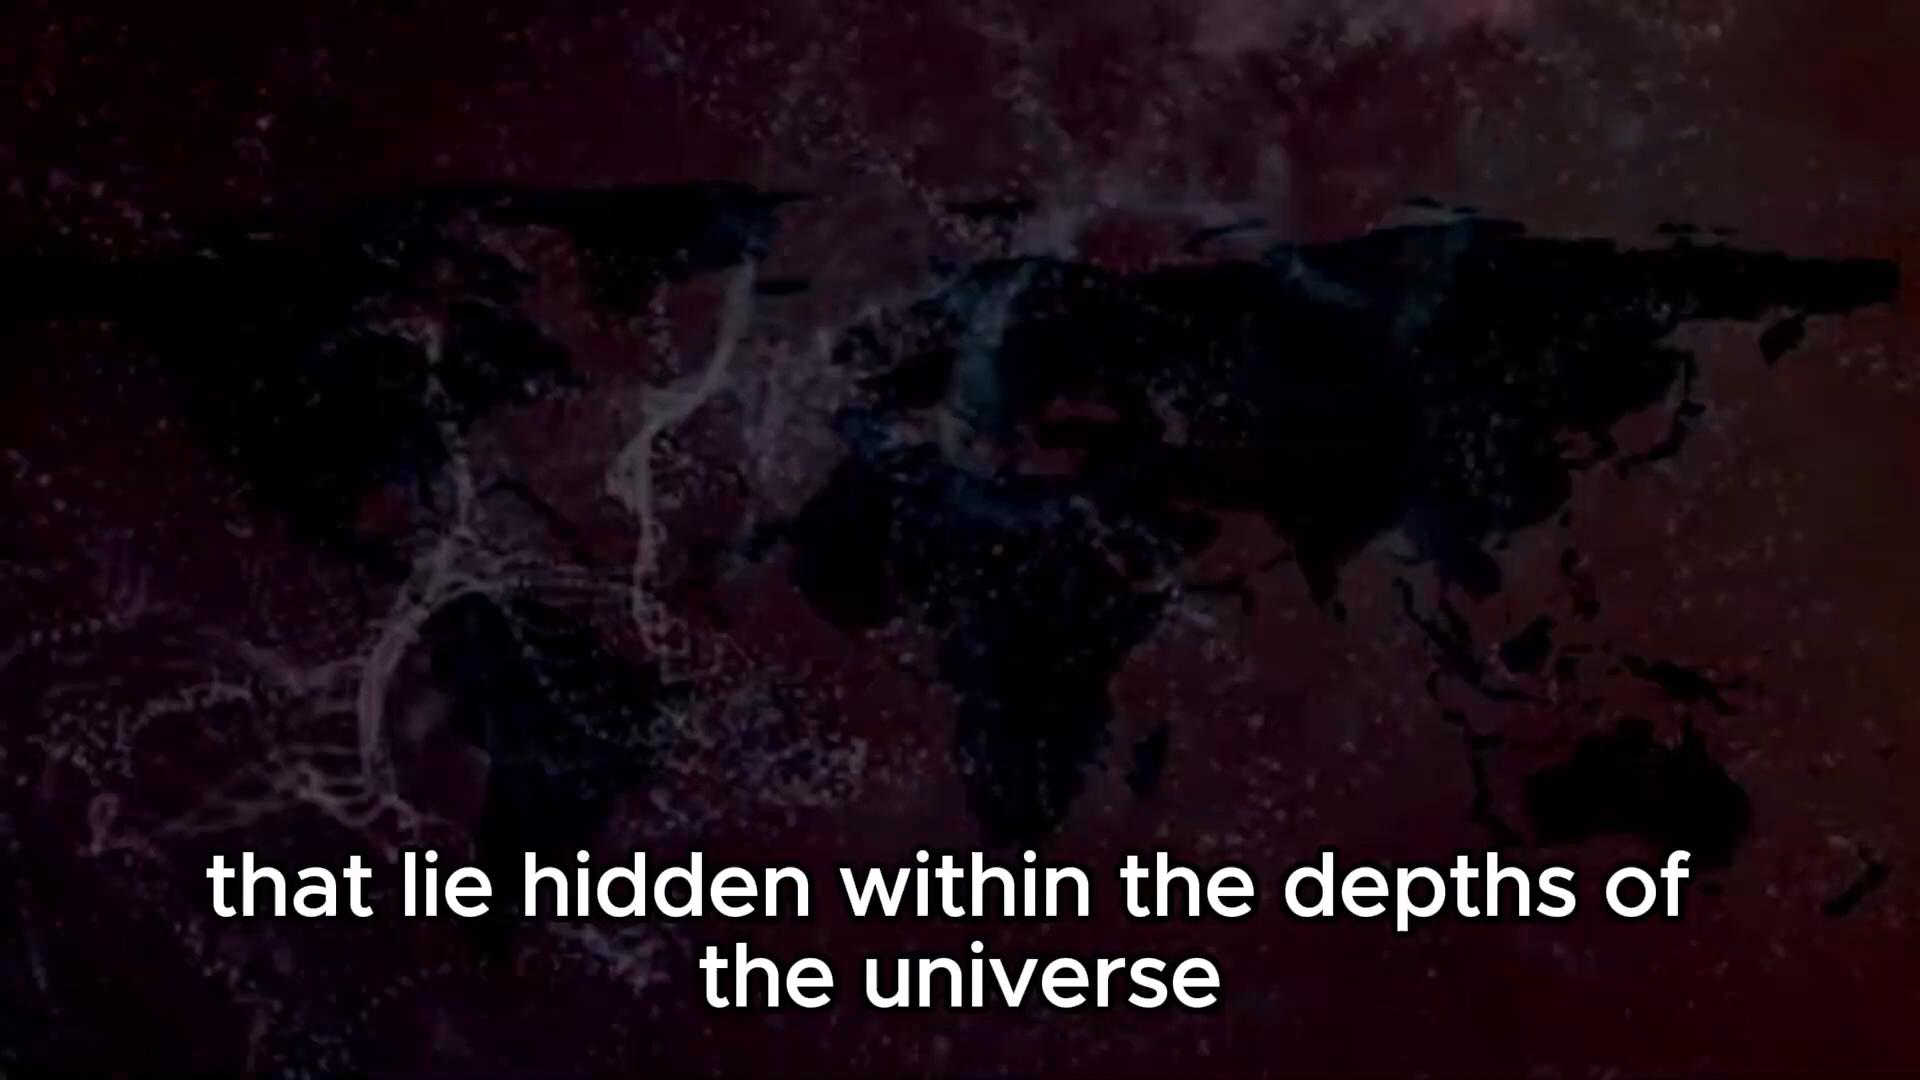 that lie hidden within the depths of
the universe